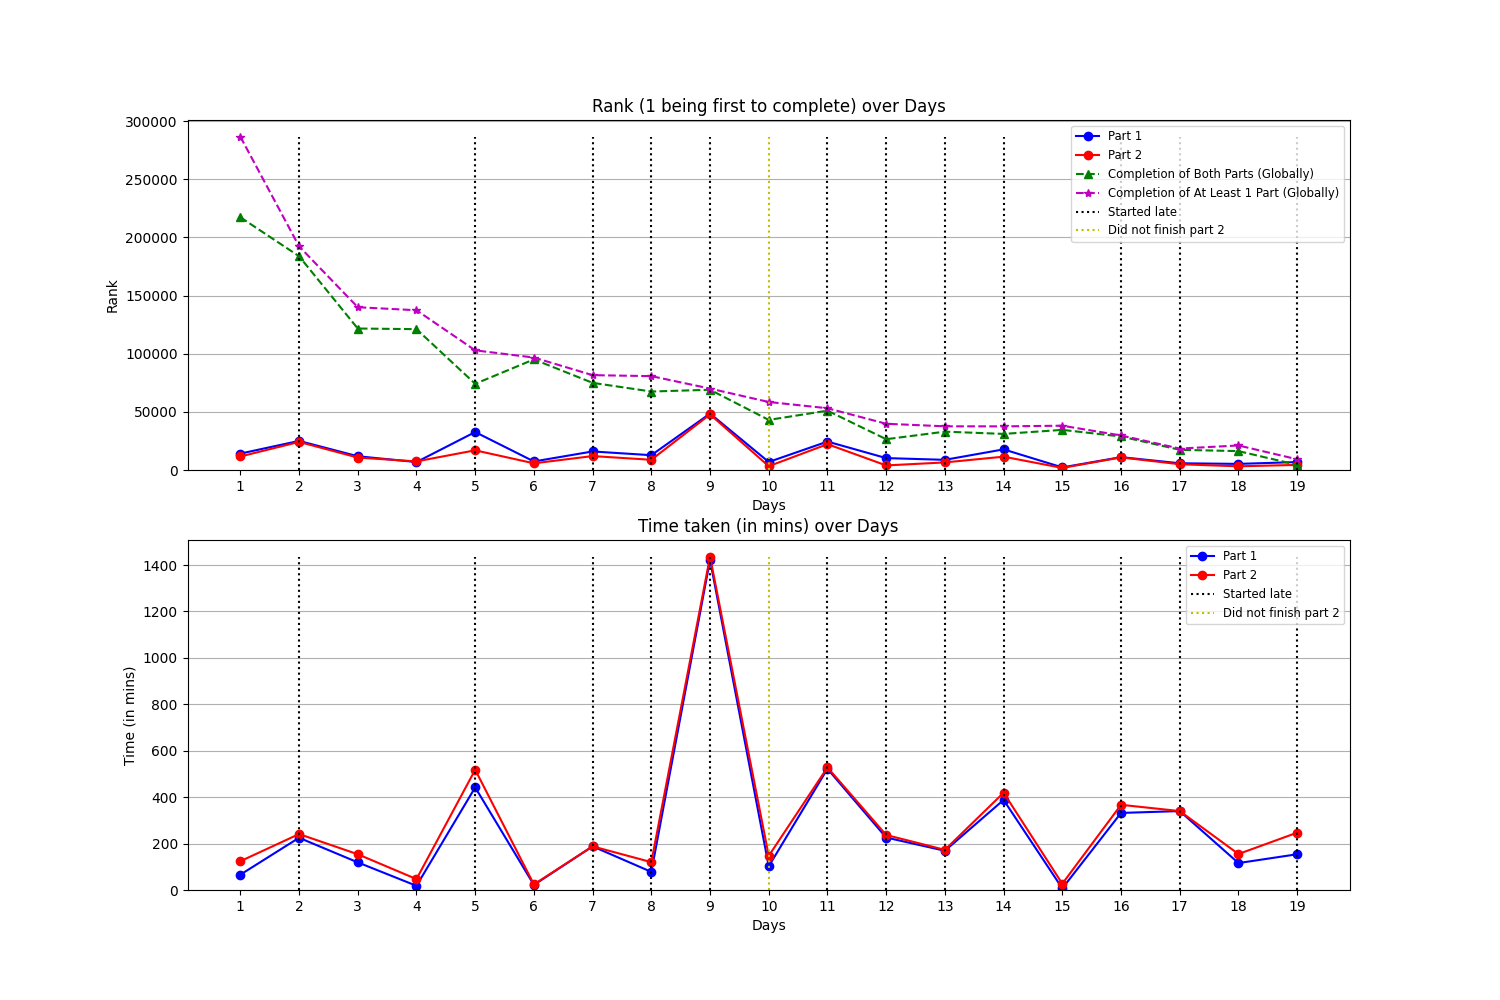 Rank (1 being first to complete) over Days
300000
250000
200000
150000
100000
50000
0
Rank
Part 1
Part 2
Completion of Both Parts (Globally)
Completion of At Least 1 Part (Globally)
Started late
Did not finish part 2
1 2 3 4 5 6 7 8 9 10 11 12 13 14 15 16 17 18 19
Days
Time taken (in mins) over Days
1400
1200
1000
800
600
400
200
0
Time (in mins)
Part 1
Part 2
Started late
Did not finish part 2
1 2 3 4 5 6 7 8 9 10 11 12 13 14 15 16 17 18 19
Days